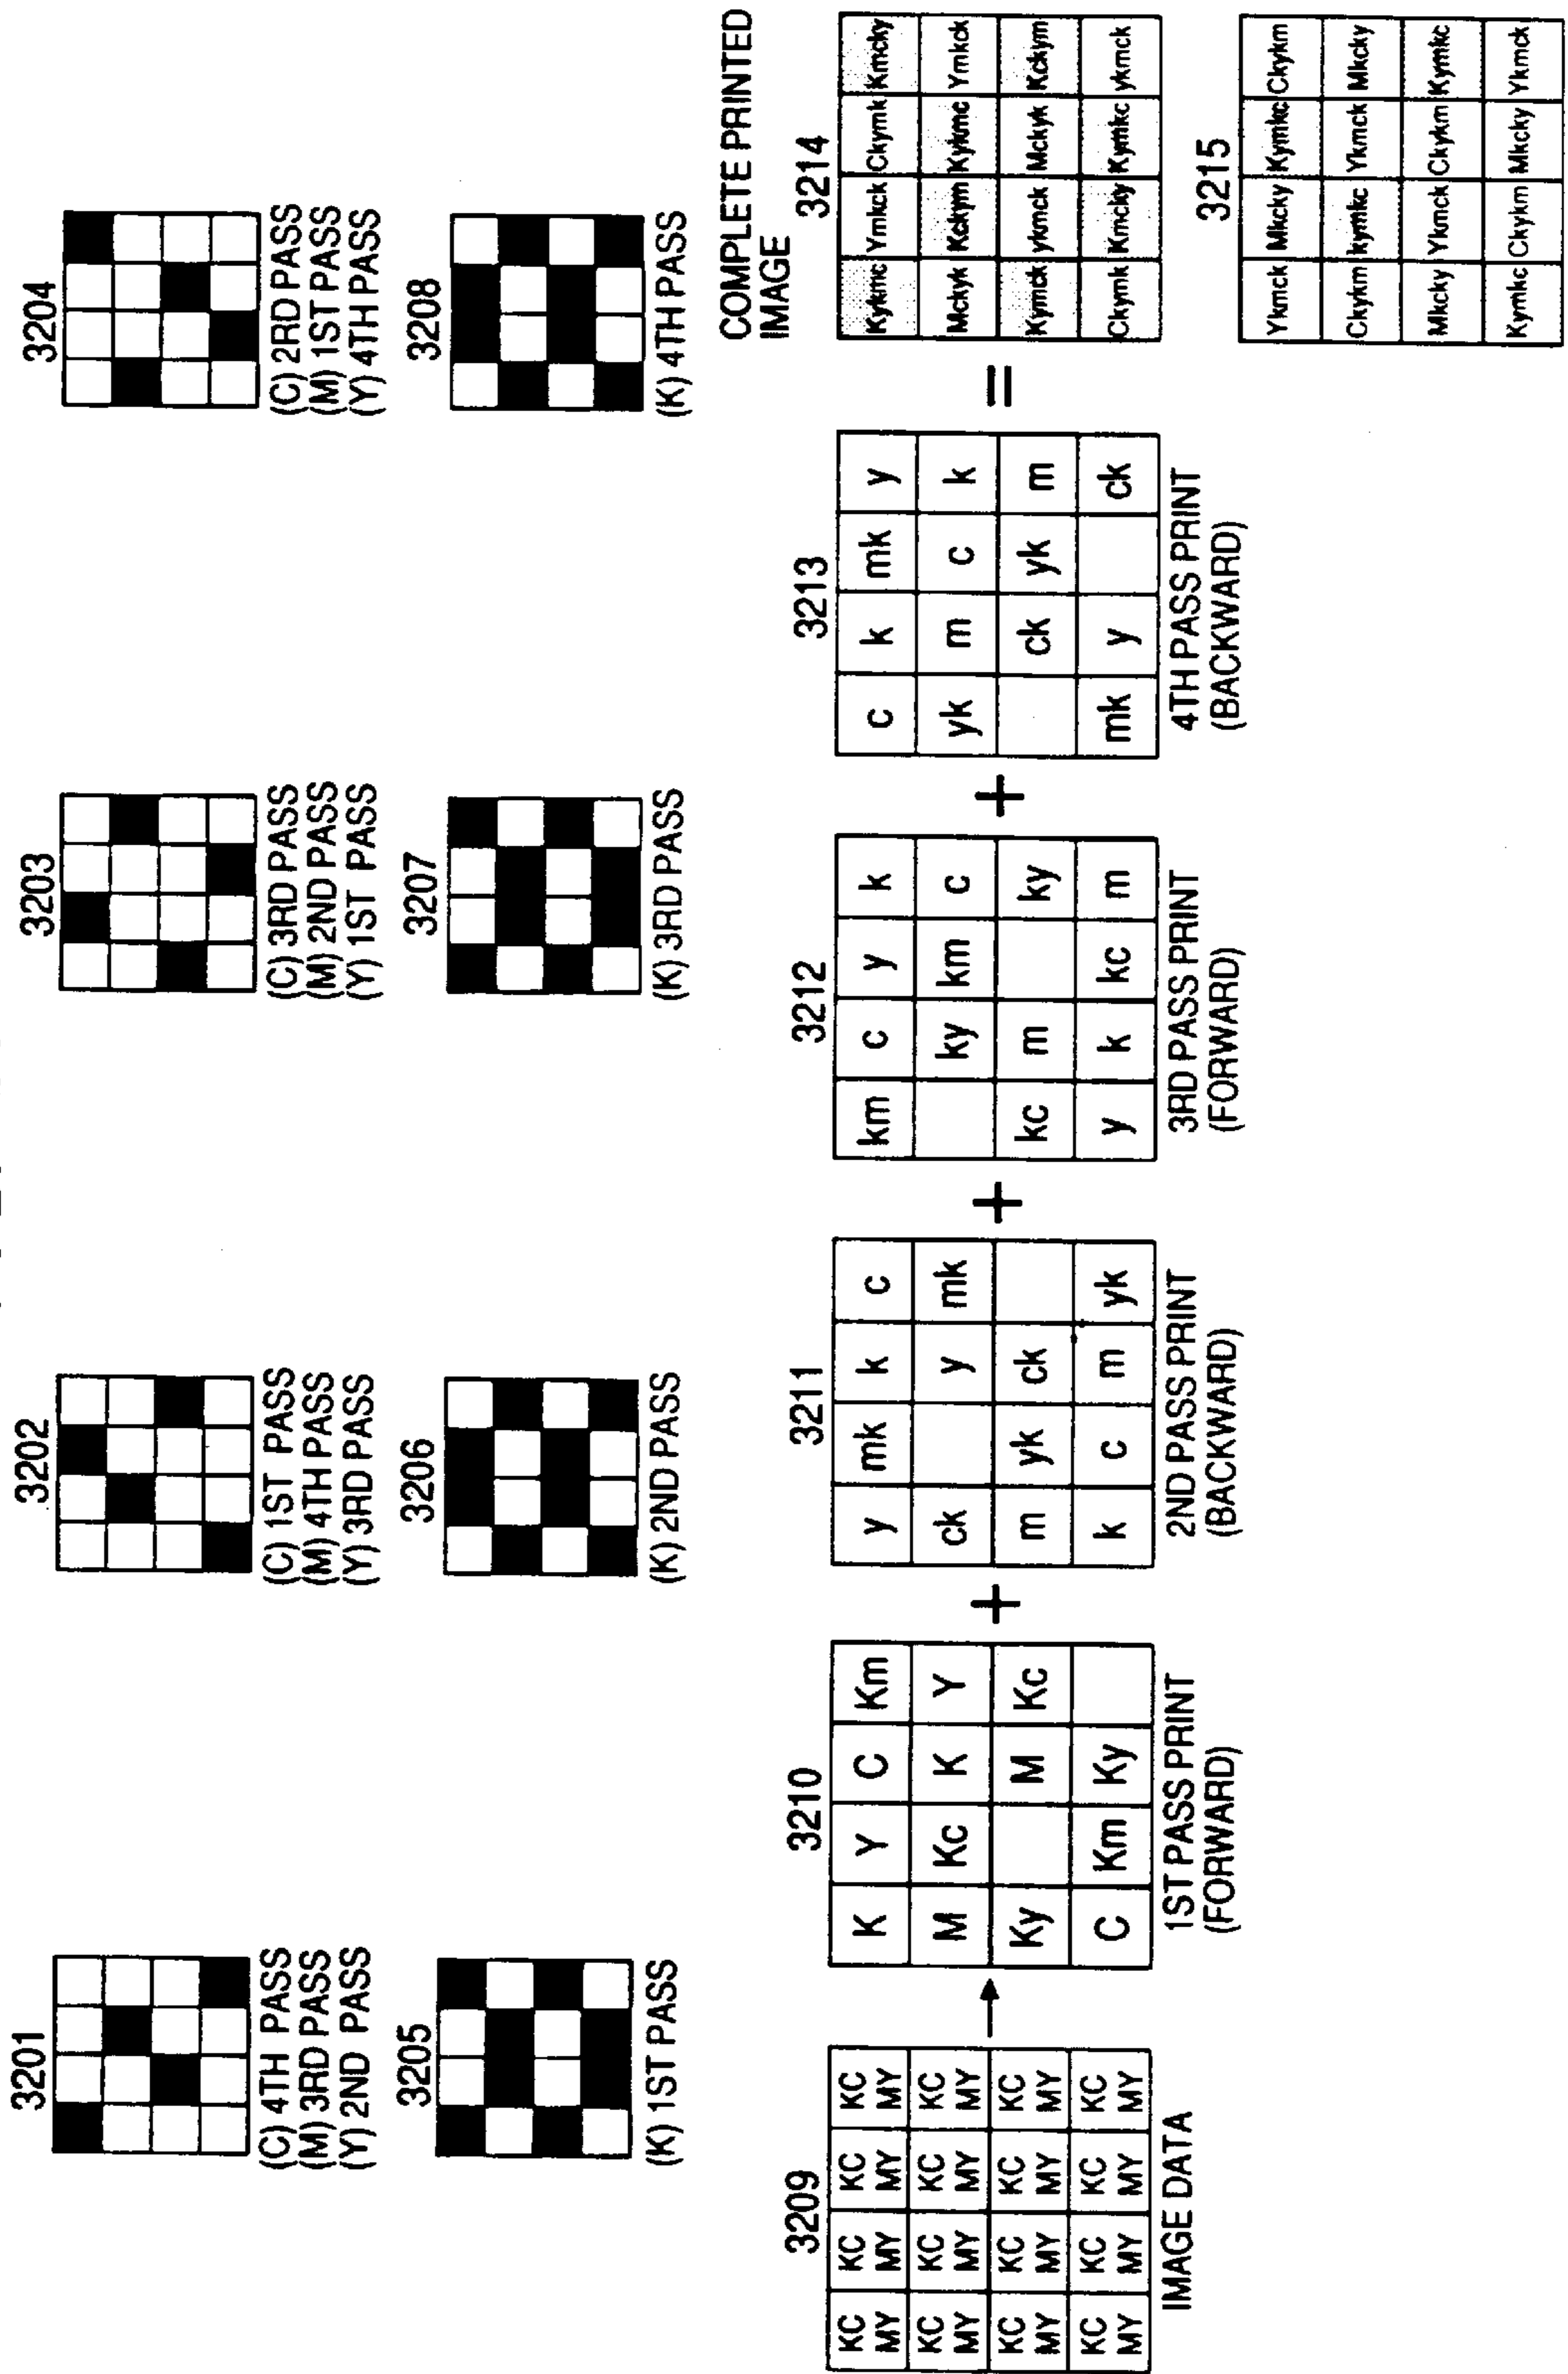 3201
(C) 4TH PASS
(M) 3RD PASS
(Y) 2ND PASS
3202
(C) 1ST PASS
(M) 4TH PASS
(Y) 3RD PASS
3203
(C) 3RD PASS
(M) 2ND PASS
(Y) 1ST PASS
3204
(C) 2RD PASS
(M) 1ST PASS
(Y) 4TH PASS
3205
(K) 1ST PASS
3206
(K) 2ND PASS
3207
(K) 3RD PASS
3208
(K) 4TH PASS
3209
KC KC KC KC
MY MY MY MY
KC KC KC KC
MY MY MY MY
KC KC KC KC
MY MY MY MY
KC KC KC KC
MY MY MY MY
IMAGE DATA
3210
K Y C Km
M Kc K Y
Ky M Kc
C Km Ky
1ST PASS PRINT
(FORWARD)
+
3211
y mk k c
ck y mk
m yk ck
k c m yk
2ND PASS PRINT
(BACKWARD)
+
3212
km c y k
ky km c
kc m ky
y k kc m
3RD PASS PRINT
(FORWARD)
+
3213
c k mk y
yk m c k
ck yk m
mk y ck
4TH PASS PRINT
(BACKWARD)
=
COMPLETE PRINTED
IMAGE
3214
Kykmc Ymkck Ckymk Kmcky
Mckyk Kckym Kykmc Ymkck
Kymck ykmck Mckyk Kckym
Ckymk Kmcky Kymkc ykmck
3215
Ykmck Mkcky Kymkc Ckykm
Ckykm kymkc Ykmck Mkcky
Mkcky Ykmck Ckykm Kymkc
Kymkc Ckykm Mkcky Ykmck